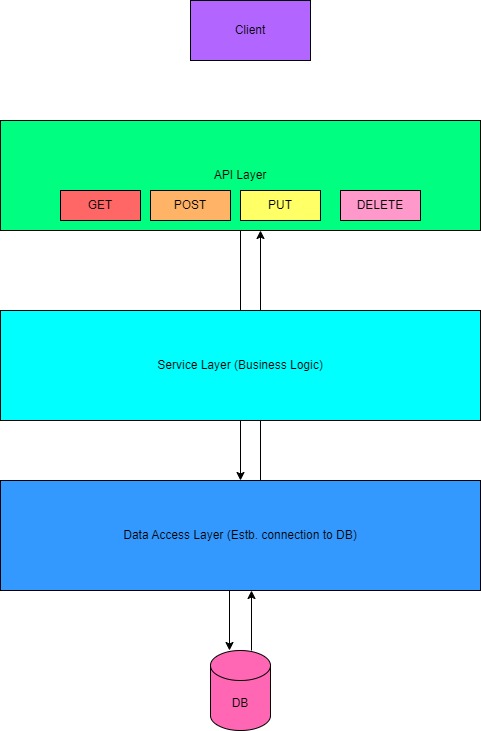 Client
API Layer
GET POST PUT DELETE
Service Layer (Business Logic)
Data Access Layer (Estb. connection to DB)
DB